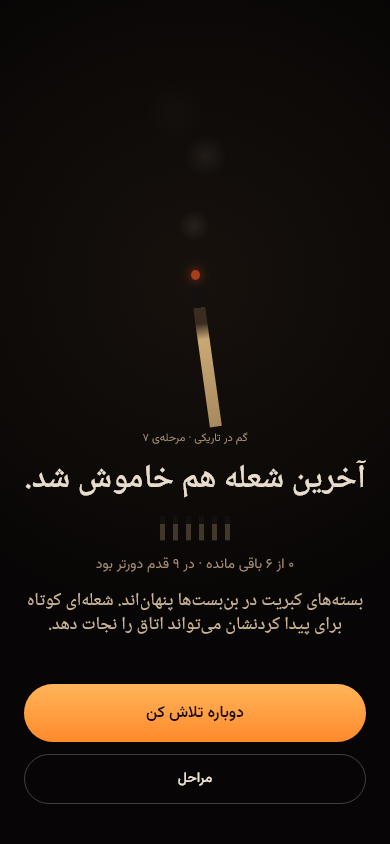 گم در تاریکی · مرحله‌ی ۷
آخرین شعله هم خاموش شد.
۰ از ۶ باقی مانده · در ۹ قدم دورتر بود
بسته‌های کبریت در بن‌بست‌ها پنهان‌اند. شعله‌ای کوتاه
برای پیدا کردنشان می‌تواند اتاق را نجات دهد.
دوباره تلاش کن
مراحل